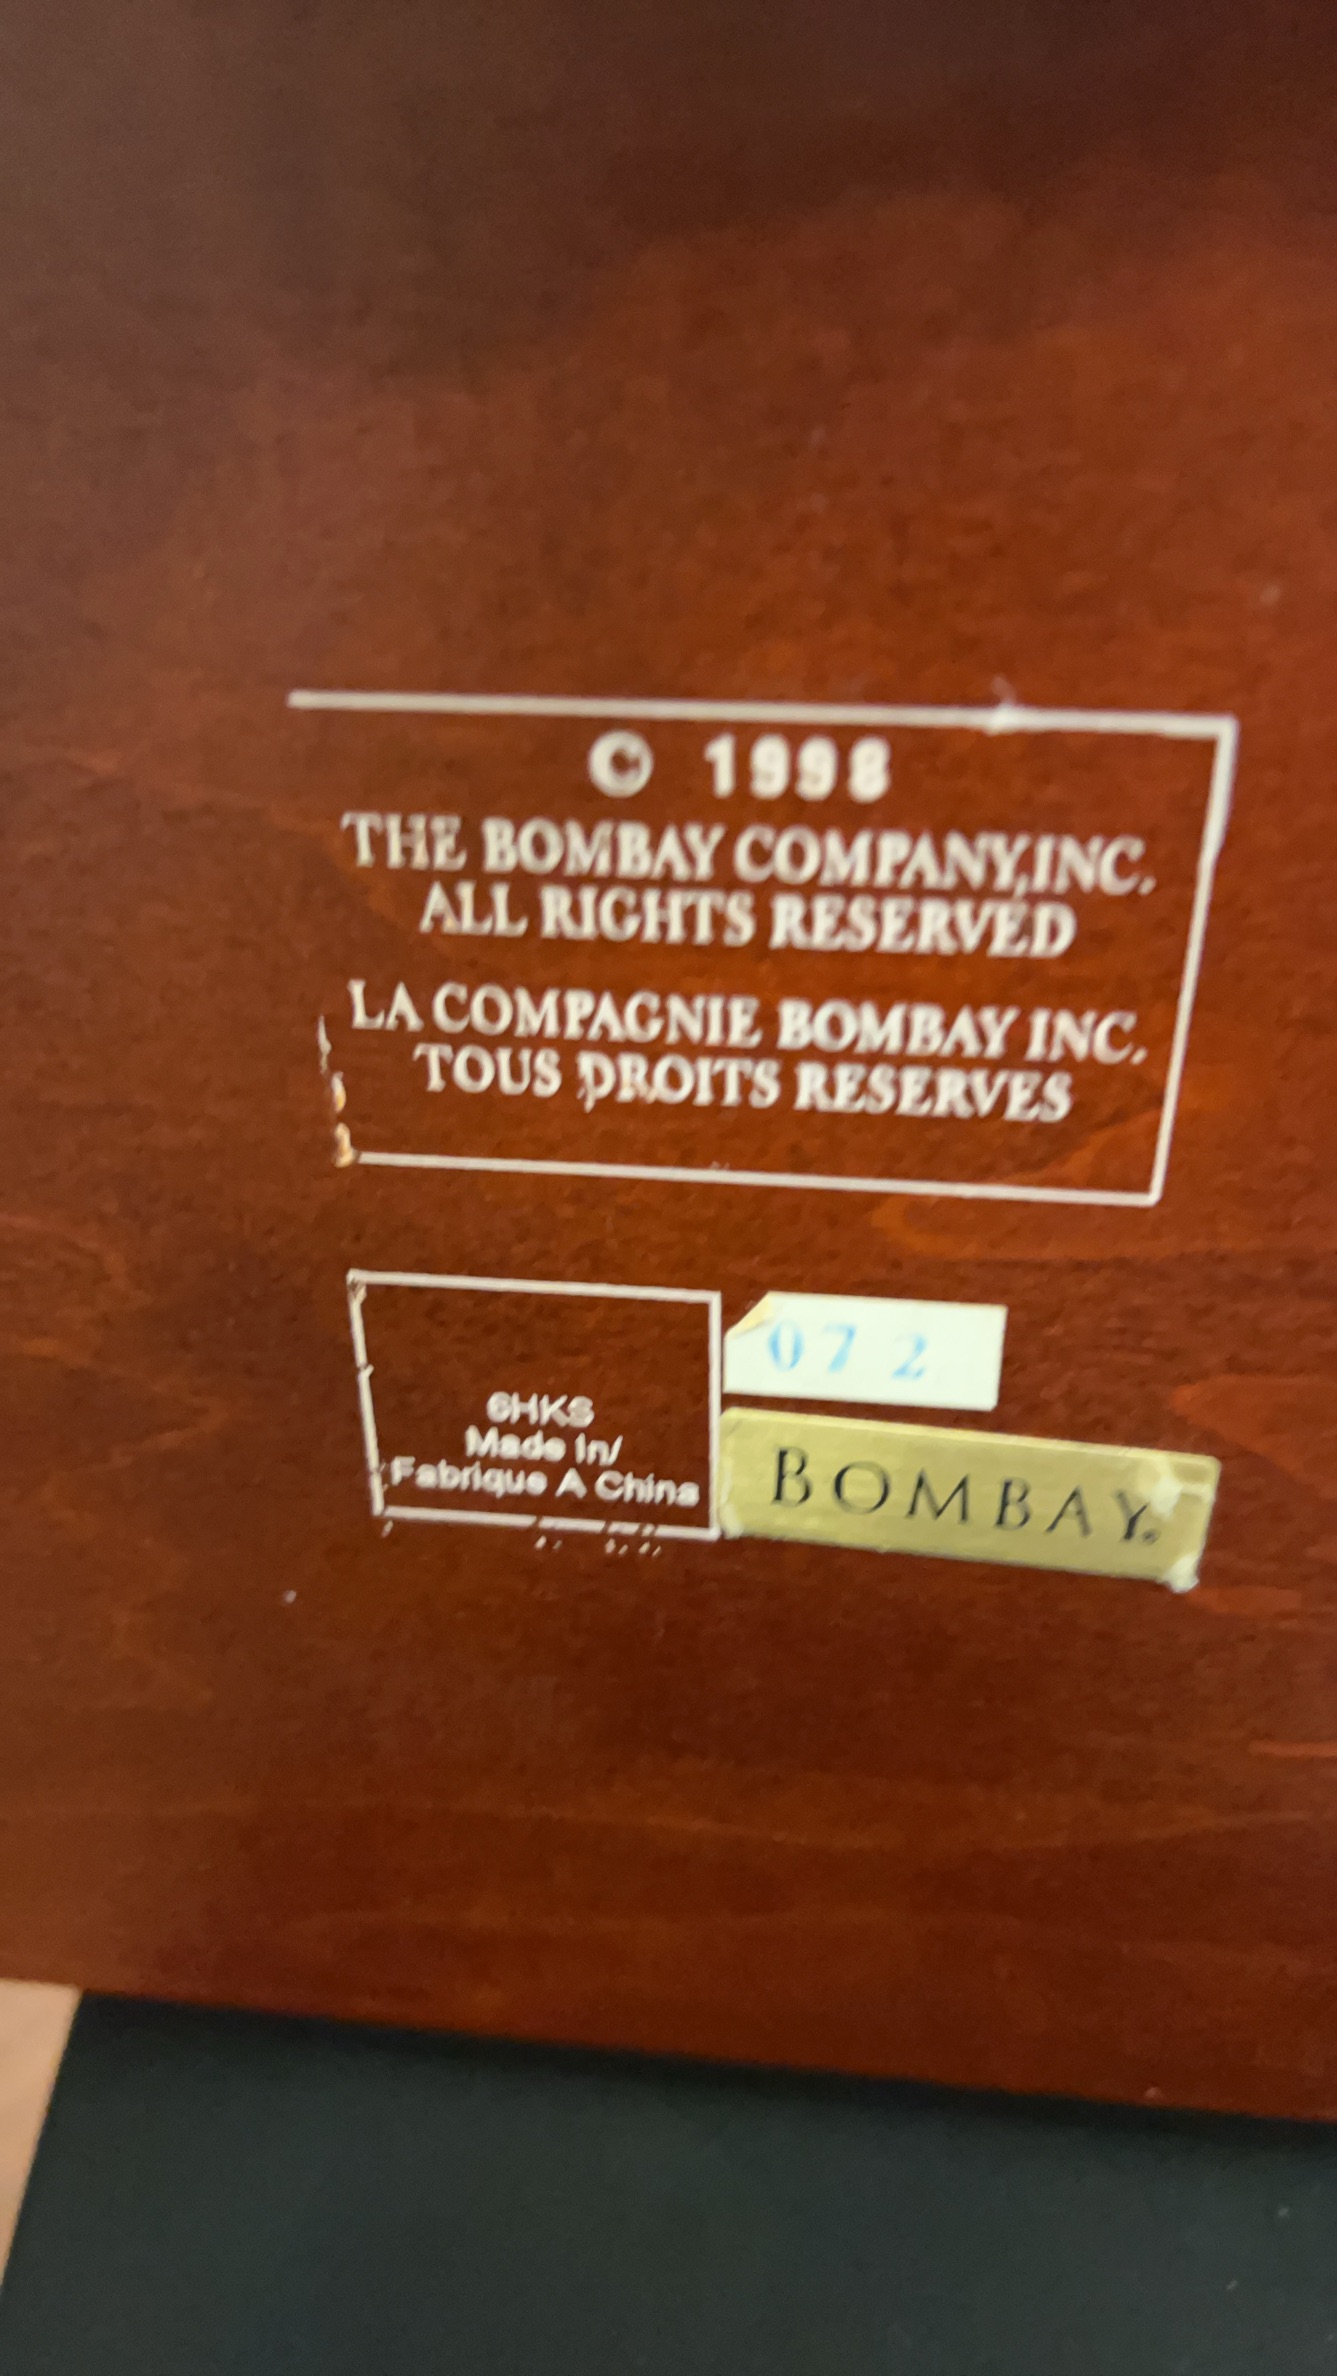 © 1998
THE BOMBAY COMPANY,INC.
ALL RIGHTS RESERVED
LA COMPAGNIE BOMBAY INC.
TOUS DROITS RESERVES
072
6HKS
Made In/
Fabrique A China
BOMBAY®